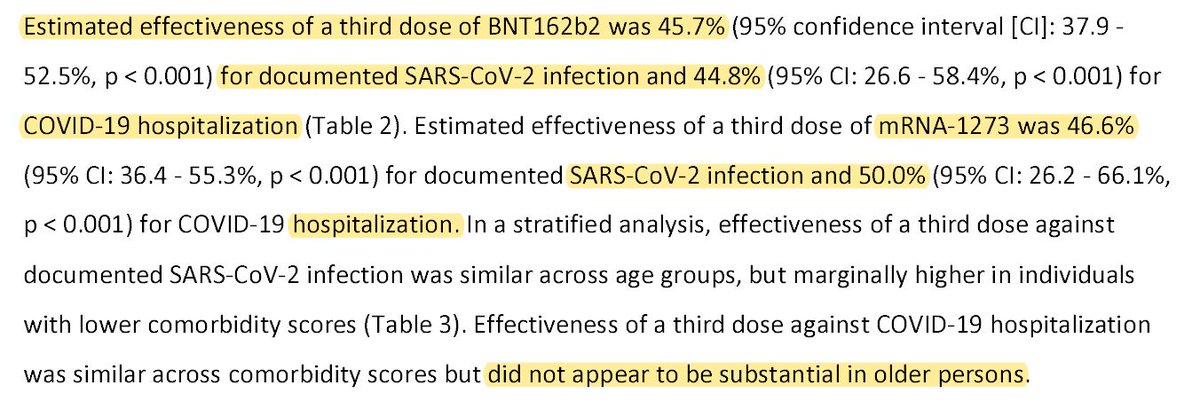 Estimated effectiveness of a third dose of BNT162b2 was 45.7% (95% confidence interval [CI]: 37.9 -
52.5%, p < 0.001) for documented SARS-CoV-2 infection and 44.8% (95% CI: 26.6 - 58.4%, p < 0.001) for
COVID-19 hospitalization (Table 2). Estimated effectiveness of a third dose of mRNA-1273 was 46.6%
(95% CI: 36.4 - 55.3%, p < 0.001) for documented SARS-CoV-2 infection and 50.0% (95% CI: 26.2 - 66.1%,
p < 0.001) for COVID-19 hospitalization. In a stratified analysis, effectiveness of a third dose against
documented SARS-CoV-2 infection was similar across age groups, but marginally higher in individuals
with lower comorbidity scores (Table 3). Effectiveness of a third dose against COVID-19 hospitalization
was similar across comorbidity scores but did not appear to be substantial in older persons.